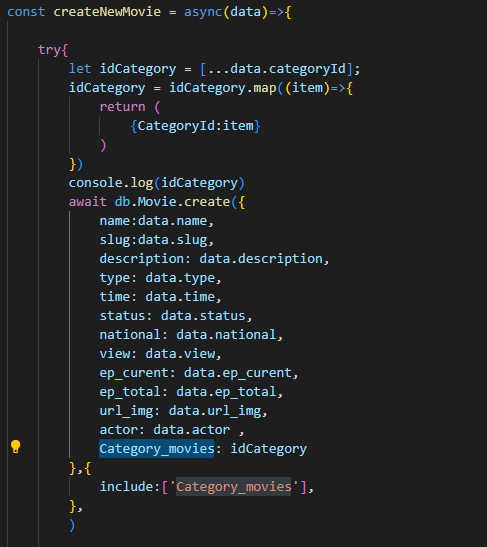 const createNewMovie = async(data)=>{
try{
let idCategory = [...data.categoryId];
idCategory = idCategory.map((item)=>{
return (
{CategoryId:item}
)
})
console.log(idCategory)
await db.Movie.create({
name:data.name,
slug:data.slug,
description: data.description,
type: data.type,
time: data.time,
status: data.status,
national: data.national,
view: data.view,
ep_curent: data.ep_curent,
ep_total: data.ep_total,
url_img: data.url_img,
actor: data.actor ,
Category_movies: idCategory
},{
include:['Category_movies'],
},
)